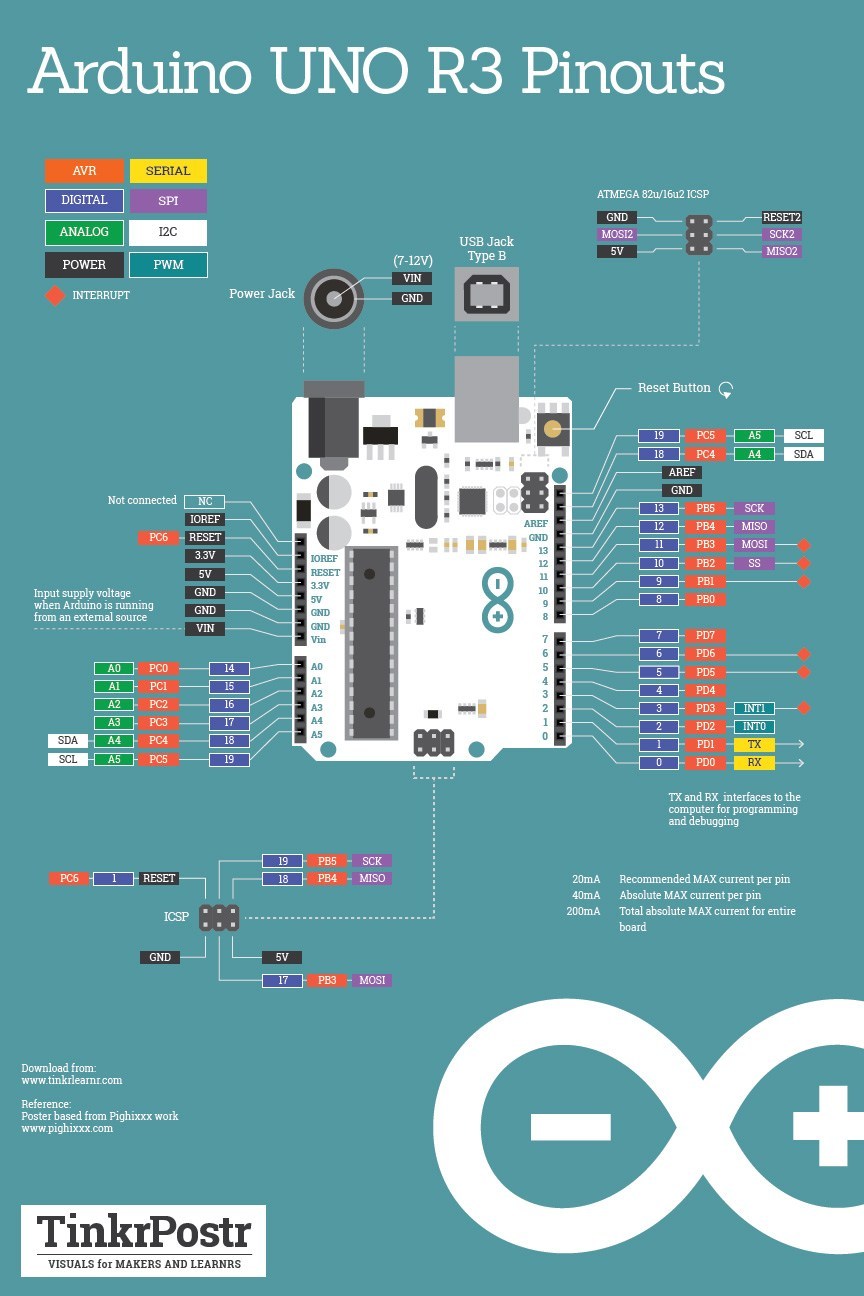 Arduino UNO R3 Pinouts
AVR SERIAL
DIGITAL SPI
ANALOG I2C
POWER PWM
INTERRUPT
ATMEGA 82u/16u2 ICSP
GND RESET2
MOSI2 SCK2
5V MISO2
USB Jack
Type B
(7-12V)
Power Jack
VIN
GND
Reset Button
19 PC5 A5 SCL
18 PC4 A4 SDA
AREF
GND
13 PB5 SCK
12 PB4 MISO
11 PB3 MOSI
10 PB2 SS
9 PB1
8 PB0
7 PD7
6 PD6
5 PD5
4 PD4
3 PD3 INT1
2 PD2 INT0
1 PD1 TX
0 PD0 RX
TX and RX interfaces to the
computer for programming
and debugging
Not connected NC
IOREF
PC6 RESET
3.3V
5V
GND
GND
VIN
Input supply voltage
when Arduino is running
from an external source
A0 PC0 14
A1 PC1 15
A2 PC2 16
A3 PC3 17
SDA A4 PC4 18
SCL A5 PC5 19
IOREF
RESET
3.3V
5V
GND
GND
Vin
A0
A1
A2
A3
A4
A5
AREF
GND
13
12
11
10
9
8
7
6
5
4
3
2
1
0
19 PB5 SCK
18 PB4 MISO
PC6 1 RESET
ICSP
GND
5V
17 PB3 MOSI
20mA Recommended MAX current per pin
40mA Absolute MAX current per pin
200mA Total absolute MAX current for entire
board
Download from:
www.tinkrlearnr.com
Reference:
Poster based from Pighixxx work
www.pighixxx.com
TinkrPostr
VISUALS for MAKERS AND LEARNRS